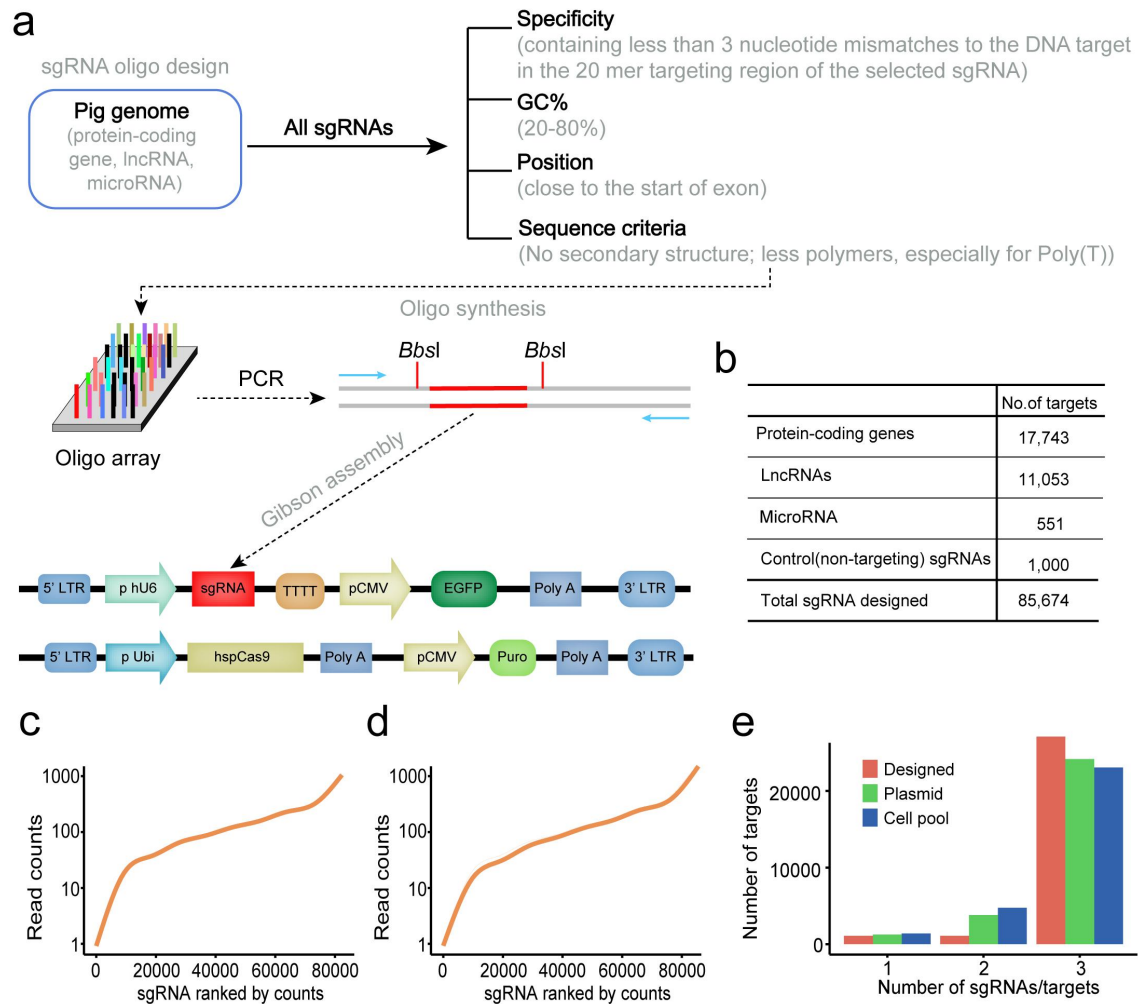 a
sgRNA oligo design
Pig genome
(protein-coding
gene, lncRNA,
microRNA)
All sgRNAs
Specificity
(containing less than 3 nucleotide mismatches to the DNA target
in the 20 mer targeting region of the selected sgRNA)
GC%
(20-80%)
Position
(close to the start of exon)
Sequence criteria
(No secondary structure; less polymers, especially for Poly(T))
Oligo synthesis
Oligo array
PCR
BbsI
BbsI
Gibson assembly
5' LTR
p hU6
sgRNA
TTTT
pCMV
EGFP
Poly A
3' LTR
5' LTR
p Ubi
hspCas9
Poly A
pCMV
Puro
Poly A
3' LTR
b
No.of targets
Protein-coding genes 17,743
LncRNAs 11,053
MicroRNA 551
Control(non-targeting) sgRNAs 1,000
Total sgRNA designed 85,674
c
Read counts
1000
100
10
1
0 20000 40000 60000 80000
sgRNA ranked by counts
d
Read counts
1000
100
10
1
0 20000 40000 60000 80000
sgRNA ranked by counts
e
Number of targets
20000
10000
0
Designed
Plasmid
Cell pool
1 2 3
Number of sgRNAs/targets